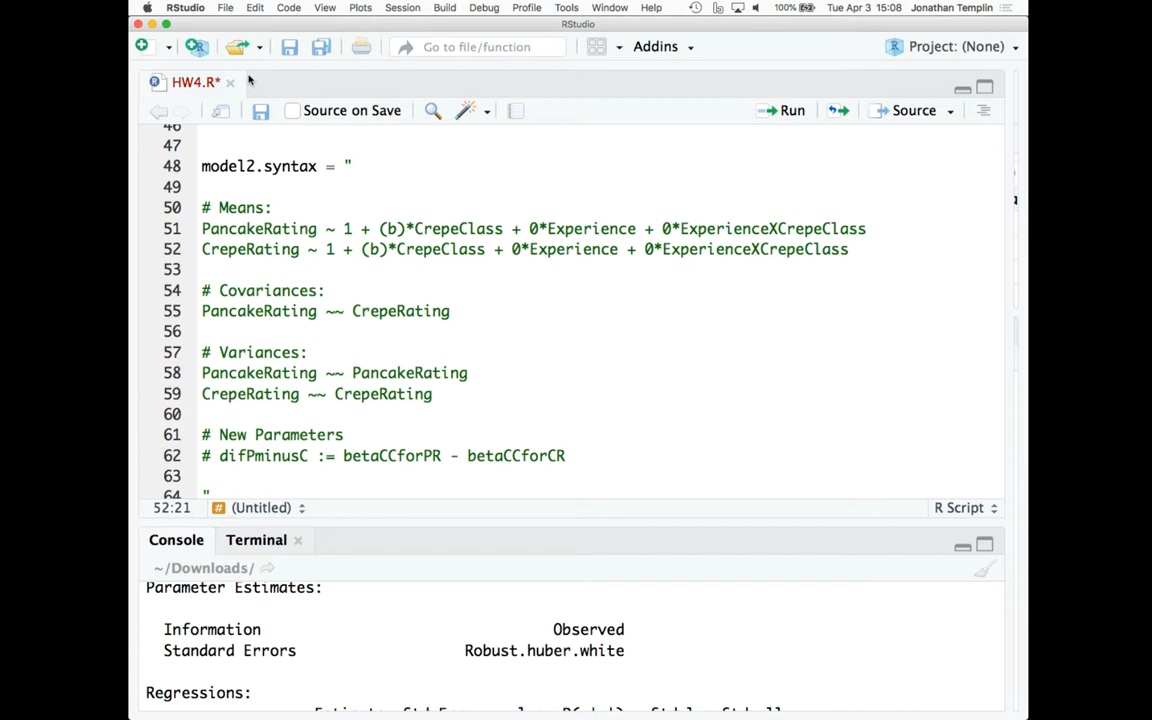 RStudio File Edit Code View Plots Session Build Debug Profile Tools Window Help 100% Tue Apr 3 15:08 Jonathan Templin
RStudio
Go to file/function Addins Project: (None)
HW4.R*
Source on Save Run Source
46
47
48 model2.syntax = "
49
50 # Means:
51 PancakeRating ~ 1 + (b)*CrepeClass + 0*Experience + 0*ExperienceXCrepeClass
52 CrepeRating ~ 1 + (b)*CrepeClass + 0*Experience + 0*ExperienceXCrepeClass
53
54 # Covariances:
55 PancakeRating ~~ CrepeRating
56
57 # Variances:
58 PancakeRating ~~ PancakeRating
59 CrepeRating ~~ CrepeRating
60
61 # New Parameters
62 # difPminusC := betaCCforPR - betaCCforCR
63
64 "
52:21 # (Untitled) R Script
Console Terminal
~/Downloads/
Parameter Estimates:
Information Observed
Standard Errors Robust.huber.white
Regressions: